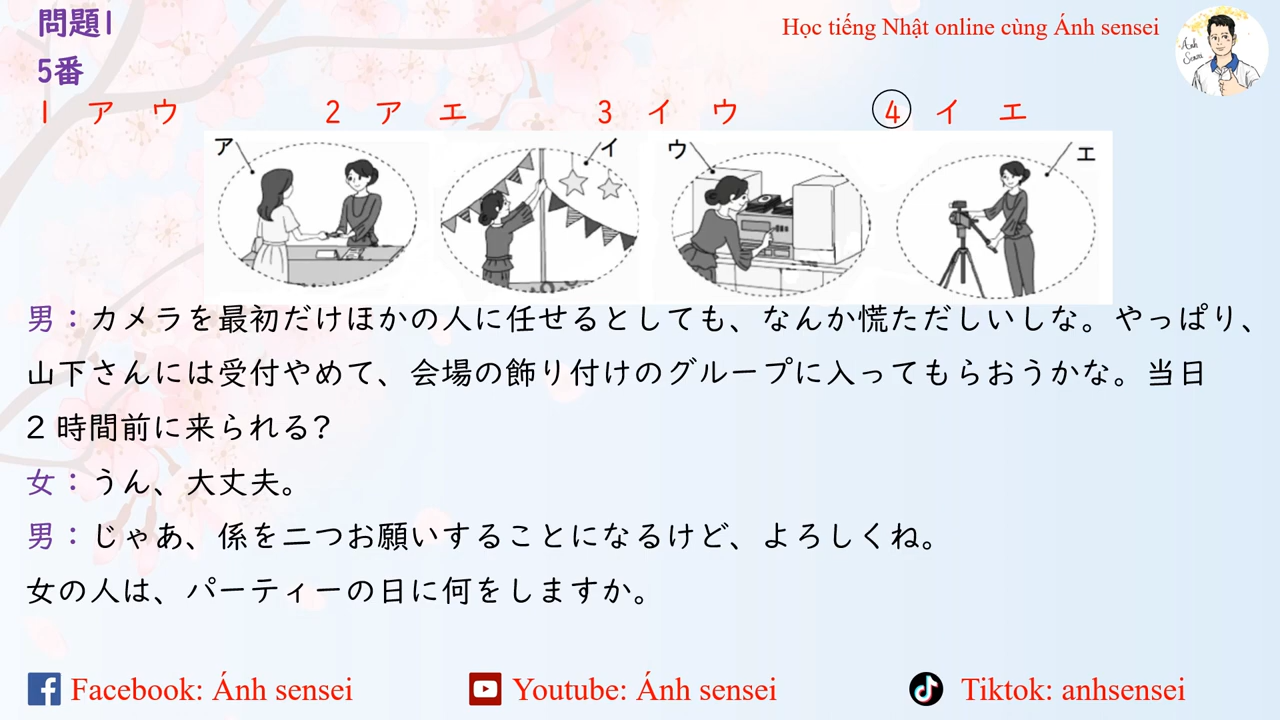 問題1
Học tiếng Nhật online cùng Ánh sensei
Ánh Sensei
5番
1 ア ウ 2 ア エ 3 イ ウ 4 イ エ
ア イ ウ エ
男：カメラを最初だけほかの人に任せるとしても、なんか慌ただしいしな。やっぱり、
山下さんには受付やめて、会場の飾り付けのグループに入ってもらおうかな。当日
2 時間前に来られる?
女：うん、大丈夫。
男：じゃあ、係を二つお願いすることになるけど、よろしくね。
女の人は、パーティーの日に何をしますか。
Facebook: Ánh sensei Youtube: Ánh sensei Tiktok: anhsensei